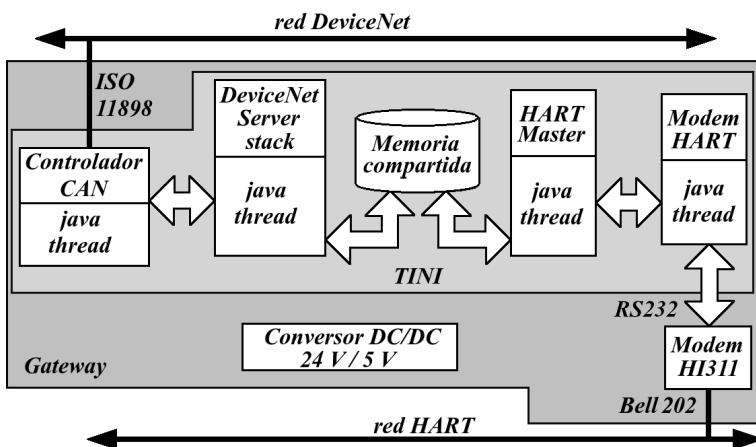 red DeviceNet
ISO
11898
DeviceNet
Server
stack
java
thread
Memoria
compartida
HART
Master
java
thread
Modem
HART
java
thread
Controlador
CAN
java
thread
TINI
RS232
Conversor DC/DC
24 V / 5 V
Modem
HI311
Gateway
Bell 202
red HART